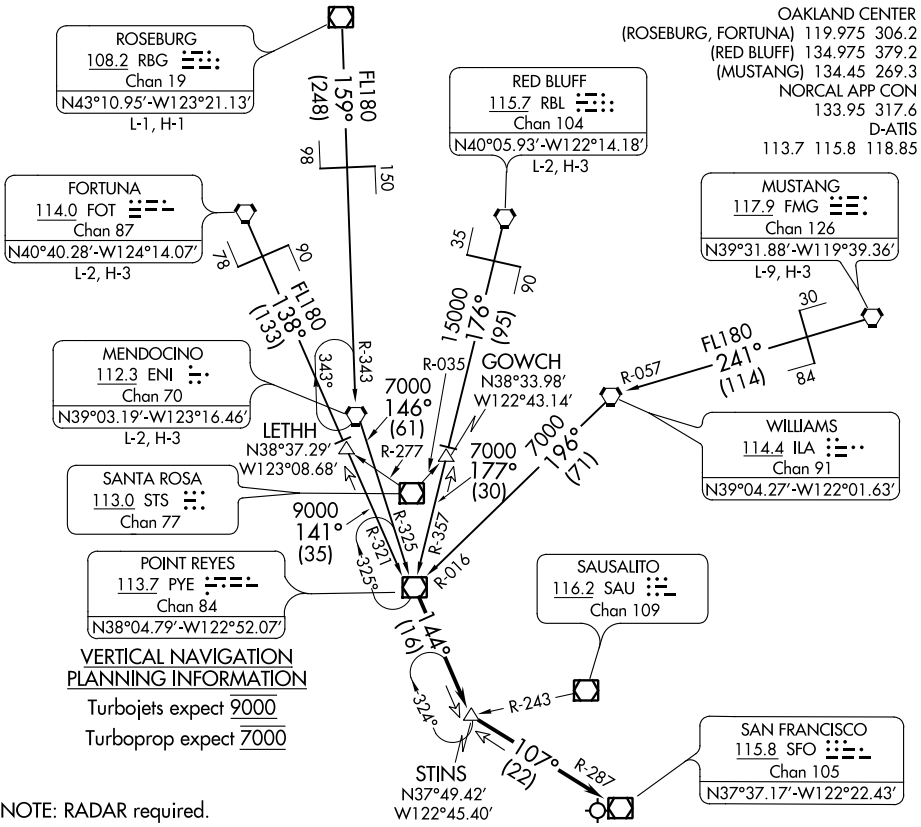 OAKLAND CENTER
(ROSEBURG, FORTUNA) 119.975 306.2
(RED BLUFF) 134.975 379.2
(MUSTANG) 134.45 269.3
NORCAL APP CON
133.95 317.6
D-ATIS
113.7 115.8 118.85
ROSEBURG
108.2 RBG
Chan 19
N43°10.95'-W123°21.13'
L-1, H-1
FL180
159°
(248)
98
150
RED BLUFF
115.7 RBL
Chan 104
N40°05.93'-W122°14.18'
L-2, H-3
FORTUNA
114.0 FOT
Chan 87
N40°40.28'-W124°14.07'
L-2, H-3
78
90
FL180
138°
(133)
35
90
15000
176°
(95)
MUSTANG
117.9 FMG
Chan 126
N39°31.88'-W119°39.36'
L-9, H-3
30
84
FL180
241°
(114)
R-057
MENDOCINO
112.3 ENI
Chan 70
N39°03.19'-W123°16.46'
L-2, H-3
343°
R-343
7000
146°
(61)
R-035
GOWCH
N38°33.98'
W122°43.14'
LETHH
N38°37.29'
W123°08.68'
R-277
7000
177°
(30)
7000
196°
(71)
WILLIAMS
114.4 ILA
Chan 91
N39°04.27'-W122°01.63'
SANTA ROSA
113.0 STS
Chan 77
9000
141°
(35)
R-321
R-325
R-357
R-016
325°
POINT REYES
113.7 PYE
Chan 84
N38°04.79'-W122°52.07'
SAUSALITO
116.2 SAU
Chan 109
144°
(16)
VERTICAL NAVIGATION
PLANNING INFORMATION
Turbojets expect 9000
Turboprop expect 7000
324°
R-243
STINS
N37°49.42'
W122°45.40'
107°
(22)
R-287
SAN FRANCISCO
115.8 SFO
Chan 105
N37°37.17'-W122°22.43'
NOTE: RADAR required.